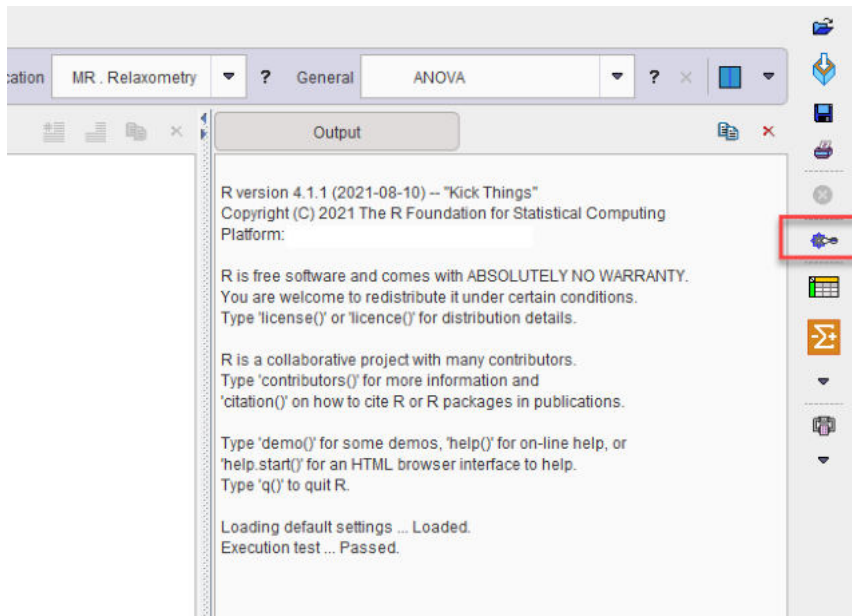 cation MR . Relaxometry ? General ANOVA ?
Output
R version 4.1.1 (2021-08-10) -- "Kick Things"
Copyright (C) 2021 The R Foundation for Statistical Computing
Platform:
R is free software and comes with ABSOLUTELY NO WARRANTY.
You are welcome to redistribute it under certain conditions.
Type 'license()' or 'licence()' for distribution details.
R is a collaborative project with many contributors.
Type 'contributors()' for more information and
'citation()' on how to cite R or R packages in publications.
Type 'demo()' for some demos, 'help()' for on-line help, or
'help.start()' for an HTML browser interface to help.
Type 'q()' to quit R.
Loading default settings ... Loaded.
Execution test ... Passed.